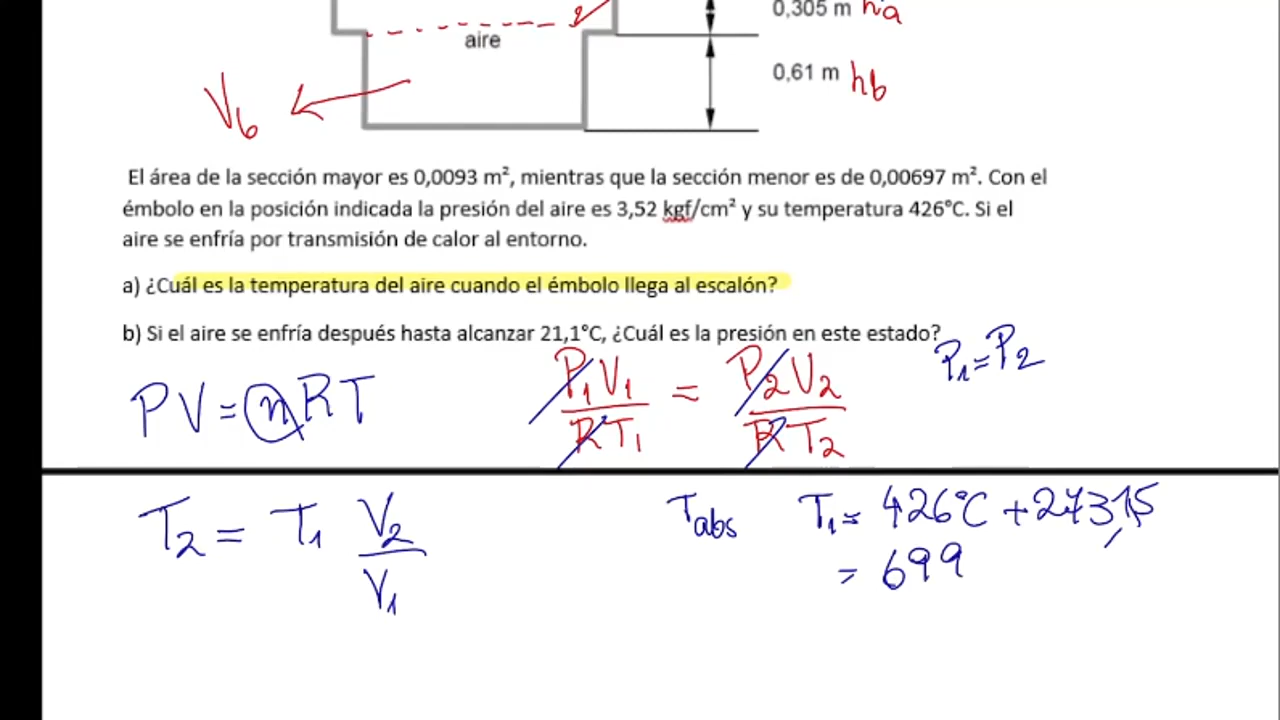 0,305 m ha
aire
0,61 m hb
Vb
El área de la sección mayor es 0,0093 m², mientras que la sección menor es de 0,00697 m². Con el
émbolo en la posición indicada la presión del aire es 3,52 kgf/cm² y su temperatura 426°C. Si el
aire se enfría por transmisión de calor al entorno.
a) ¿Cuál es la temperatura del aire cuando el émbolo llega al escalón?
b) Si el aire se enfría después hasta alcanzar 21,1°C, ¿Cuál es la presión en este estado?
PV = nRT
P1V1/RT1 = P2V2/RT2
P1 = P2
T2 = T1 V2/V1
Tabs T1 = 426°C + 273,15
= 699